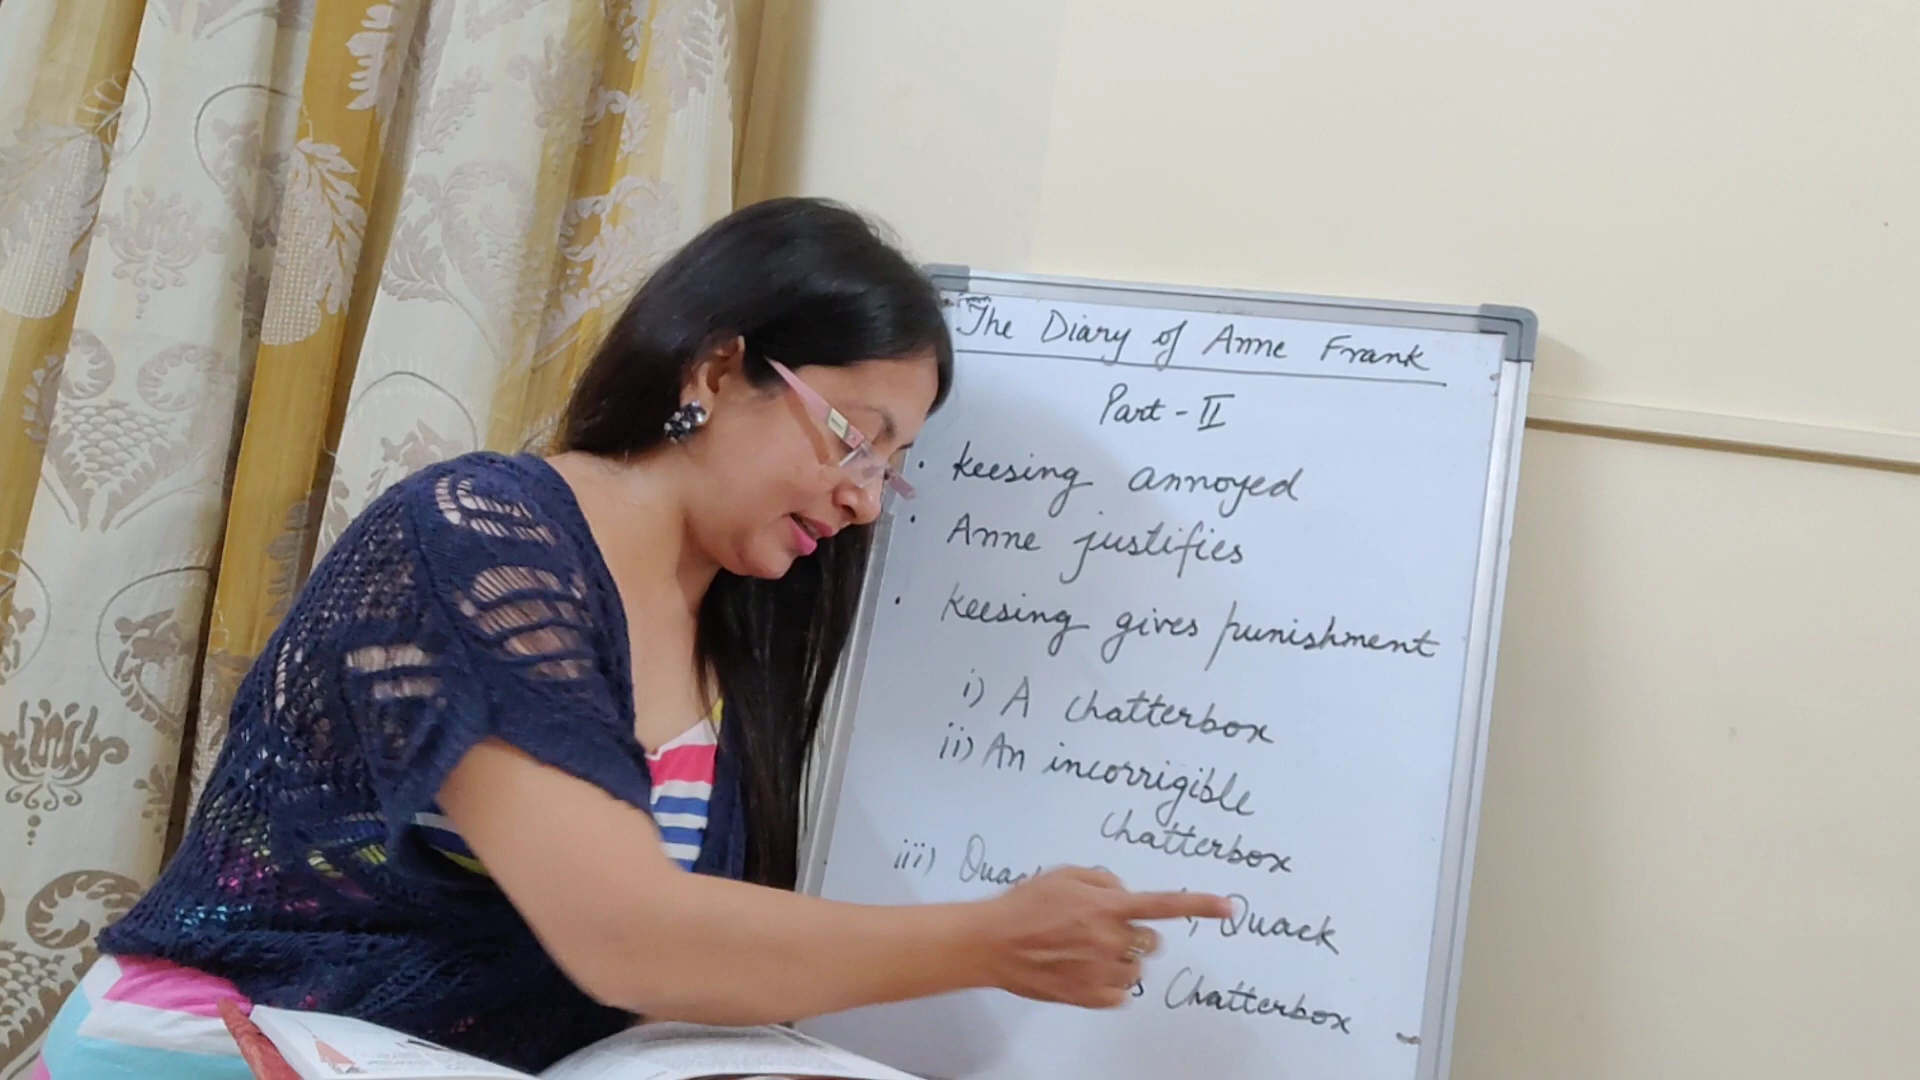 The Diary of Anne Frank
Part - II
• Keesing annoyed
• Anne justifies
• Keesing gives punishment
i) A Chatterbox
ii) An incorrigible
Chatterbox
iii) Quack
Chatterbox